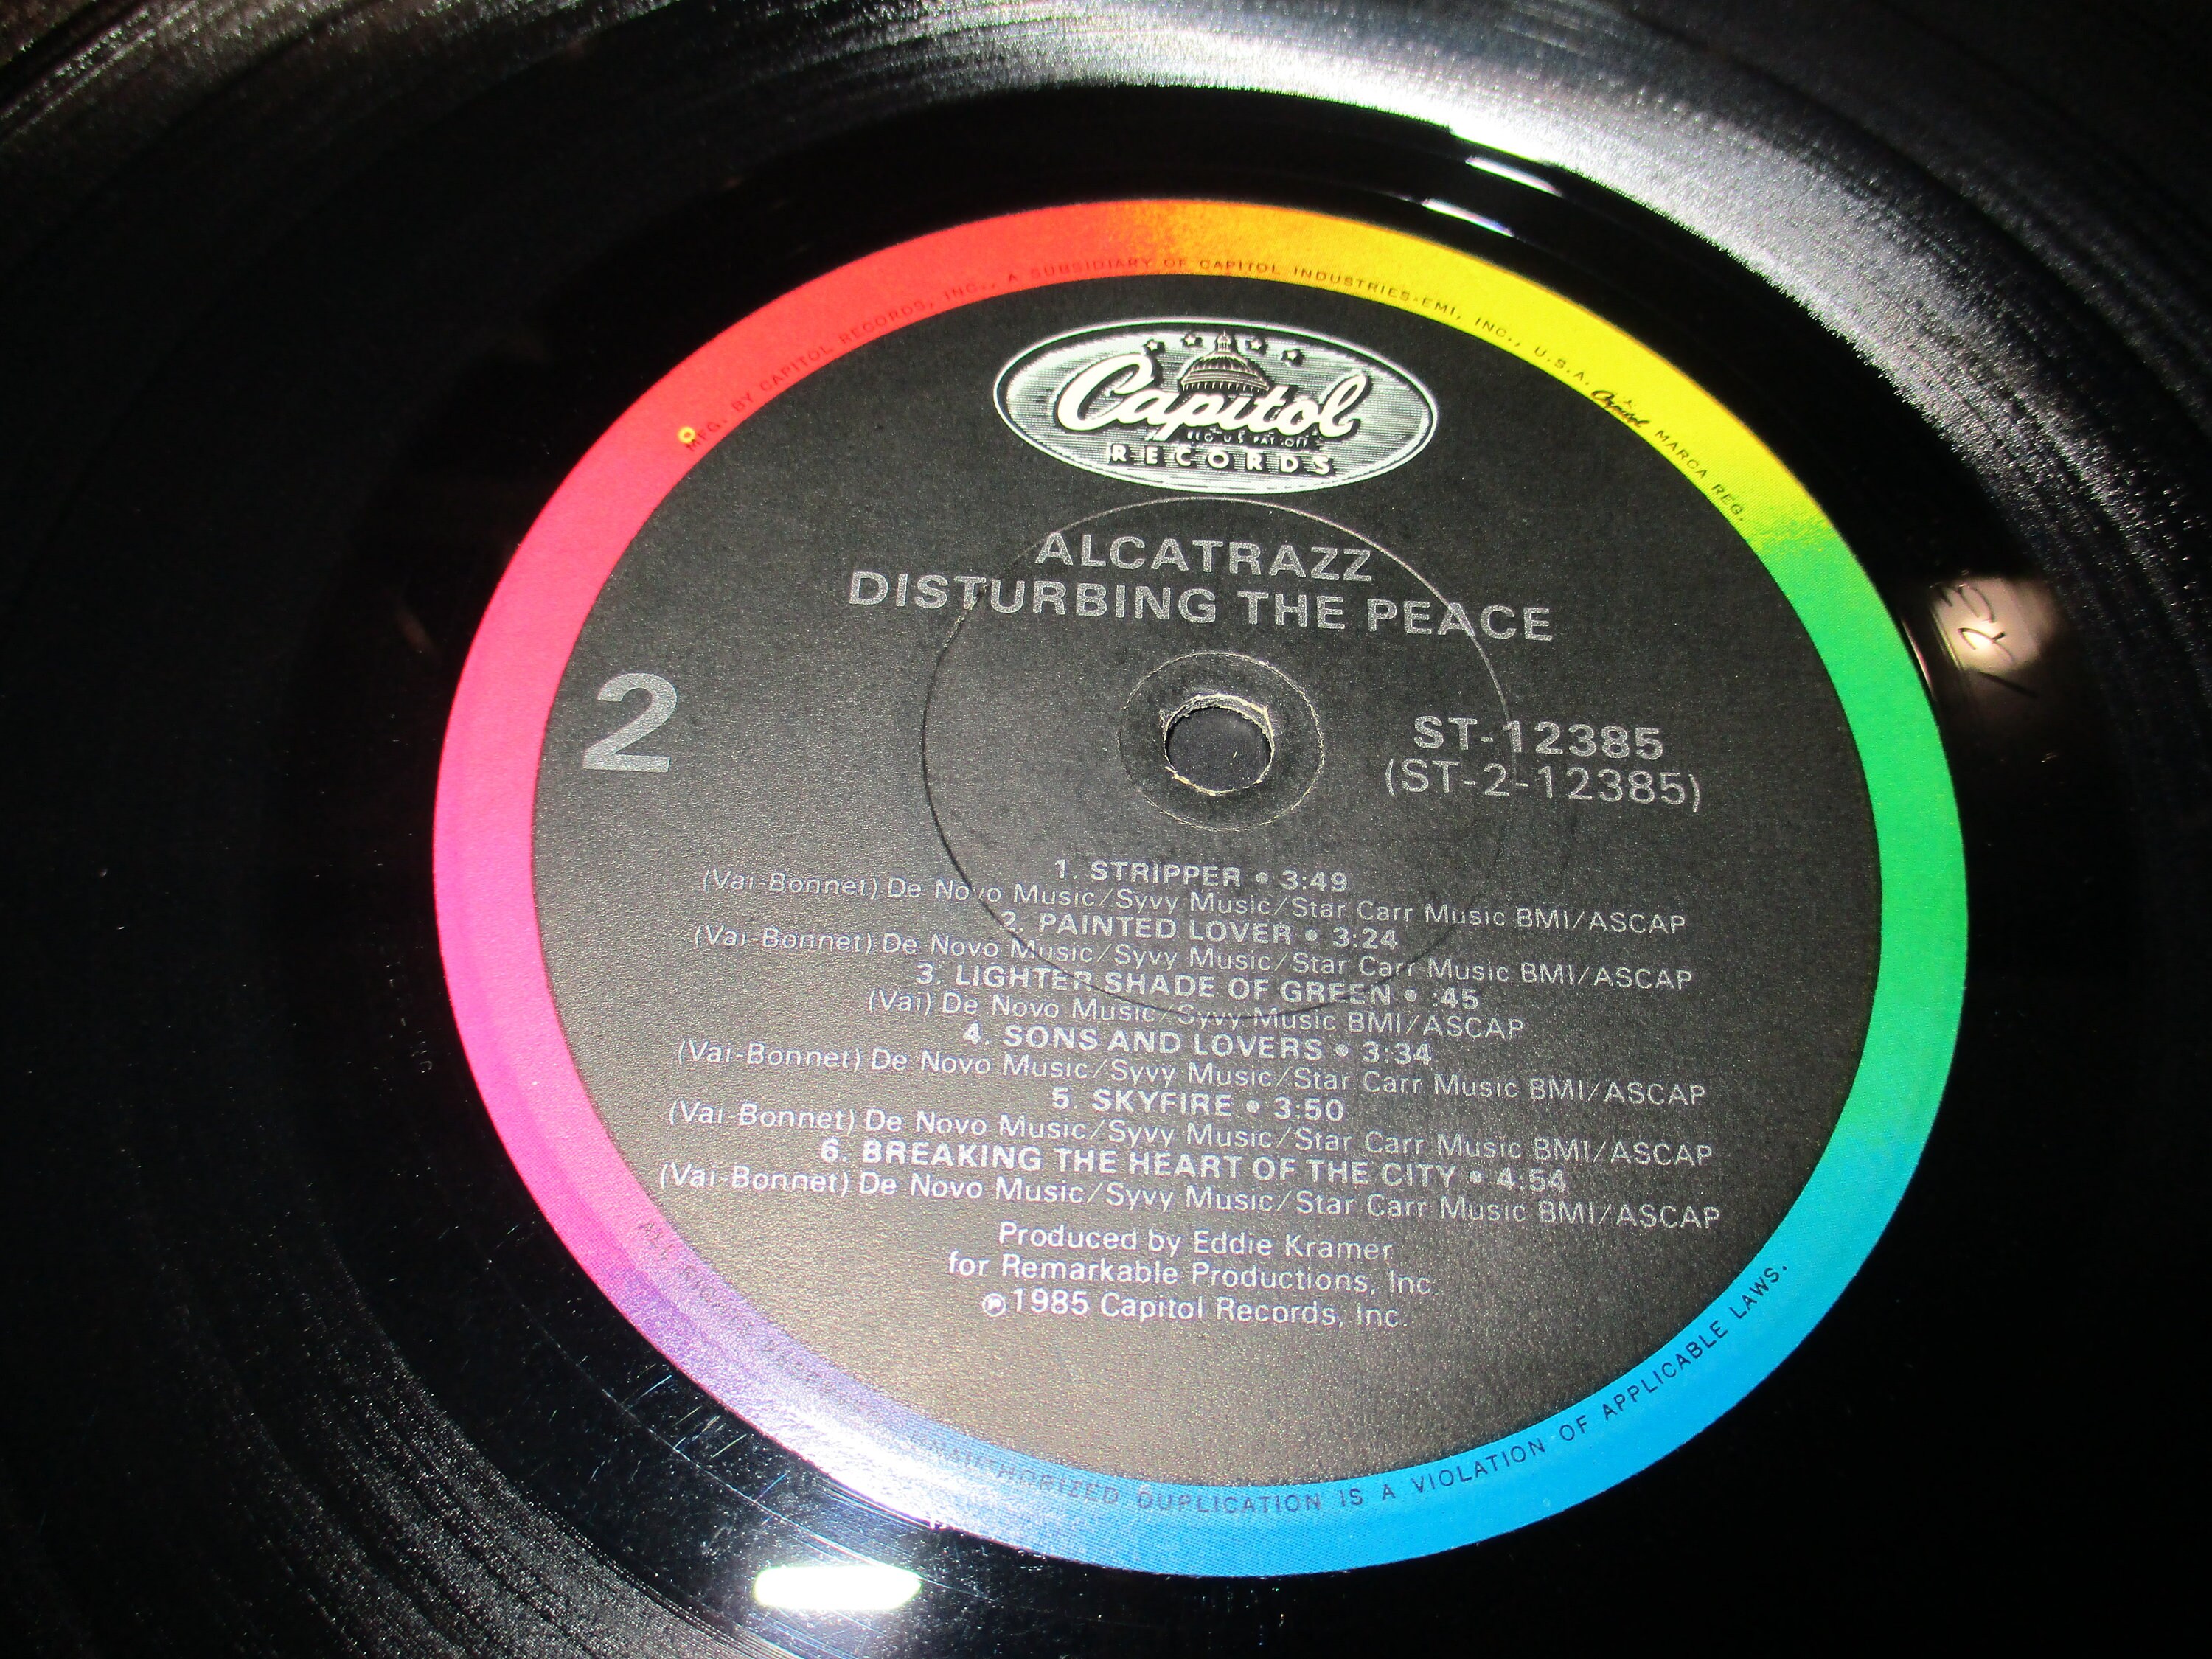 MFG. BY CAPITOL RECORDS, INC., A SUBSIDIARY OF CAPITOL INDUSTRIES-EMI, INC., U.S.A. Capitol MARCA REG.
Capitol
REG U S PAT OFF
RECORDS
ALCATRAZZ
DISTURBING THE PEACE
2
ST-12385
(ST-2-12385)
1. STRIPPER • 3:49
(Vai-Bonnet) De Novo Music/Syvy Music/Star Carr Music BMI/ASCAP
2. PAINTED LOVER • 3:24
(Vai-Bonnet) De Novo Music/Syvy Music/Star Carr Music BMI/ASCAP
3. LIGHTER SHADE OF GREEN • :45
(Vai) De Novo Music/Syvy Music BMI/ASCAP
4. SONS AND LOVERS • 3:34
(Vai-Bonnet) De Novo Music/Syvy Music/Star Carr Music BMI/ASCAP
5. SKYFIRE • 3:50
(Vai-Bonnet) De Novo Music/Syvy Music/Star Carr Music BMI/ASCAP
6. BREAKING THE HEART OF THE CITY • 4:54
(Vai-Bonnet) De Novo Music/Syvy Music/Star Carr Music BMI/ASCAP
Produced by Eddie Kramer
for Remarkable Productions, Inc.
℗1985 Capitol Records, Inc.
ALL RIGHTS RESERVED. UNAUTHORIZED DUPLICATION IS A VIOLATION OF APPLICABLE LAWS.